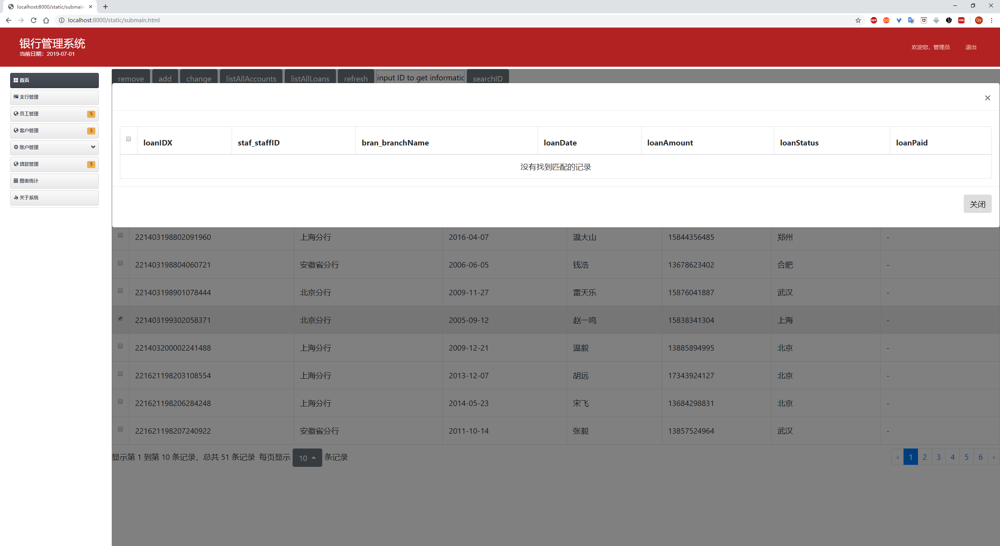 localhost:8000/static/submain
localhost:8000/static/submain.html
ABP
CORS
Qy
银行管理系统
当前日期：2019-07-01
欢迎您，管理员 退出
首页
支行管理
员工管理 5
客户管理 5
账户管理
贷款管理 5
图表统计
关于系统
remove add change listAllAccounts listAllLoans refresh input ID to get informatic searchID
×
loanIDX staf_staffID bran_branchName loanDate loanAmount loanStatus loanPaid
没有找到匹配的记录
关闭
221403198802091960 上海分行 2016-04-07 温大山 15844356485 郑州 -
221403198804060721 安徽省分行 2006-06-05 钱浩 13678623402 合肥 -
221403198901078444 北京分行 2009-11-27 雷天乐 15876041887 武汉 -
221403199302058371 北京分行 2005-09-12 赵一鸣 15838341304 上海 -
221403200002241488 上海分行 2009-12-21 温毅 13885894995 北京 -
221621198203108554 上海分行 2013-12-07 胡远 17343924127 北京 -
221621198206284248 上海分行 2014-05-23 宋飞 13684298831 北京 -
221621198207240922 安徽省分行 2011-10-14 张毅 13857524964 武汉 -
显示第 1 到第 10 条记录，总共 51 条记录 每页显示 10 条记录 ‹ 1 2 3 4 5 6 ›